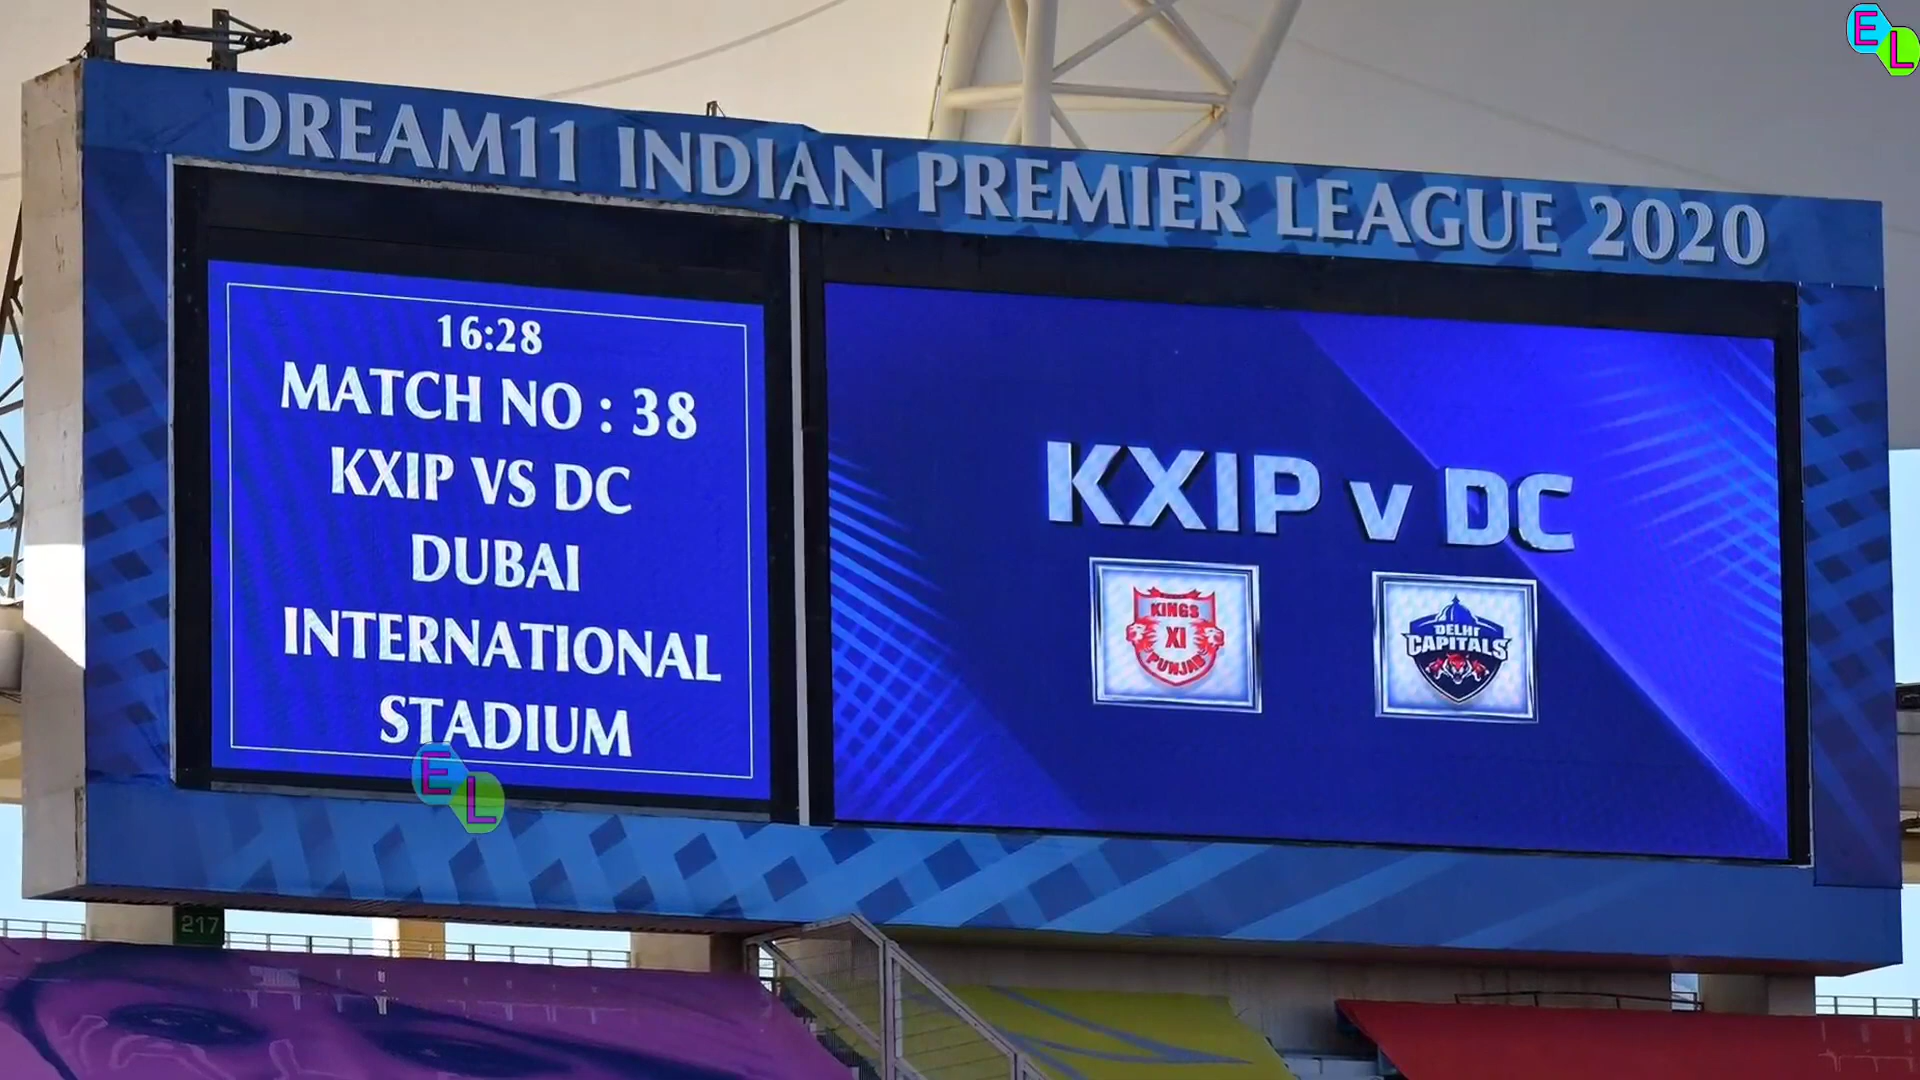 DREAM11 INDIAN PREMIER LEAGUE 2020
16:28
MATCH NO : 38
KXIP VS DC
DUBAI
INTERNATIONAL
STADIUM
KXIP v DC
KINGS
XI
PUNJAB
DELHI
CAPITALS
217
EL
EL